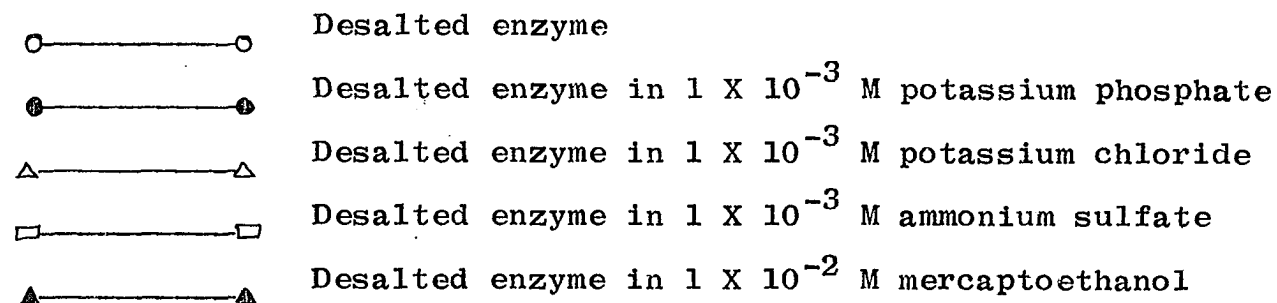 Desalted enzyme
Desalted enzyme in 1 X 10⁻³ M potassium phosphate
Desalted enzyme in 1 X 10⁻³ M potassium chloride
Desalted enzyme in 1 X 10⁻³ M ammonium sulfate
Desalted enzyme in 1 X 10⁻² M mercaptoethanol